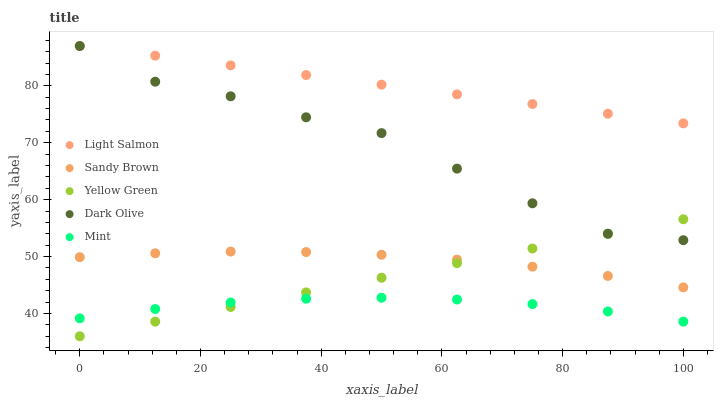 title
yaxis_label
80
70
60
50
40
Light Salmon
Sandy Brown
Yellow Green
Dark Olive
Mint
0 20 40 60 80 100
xaxis_label